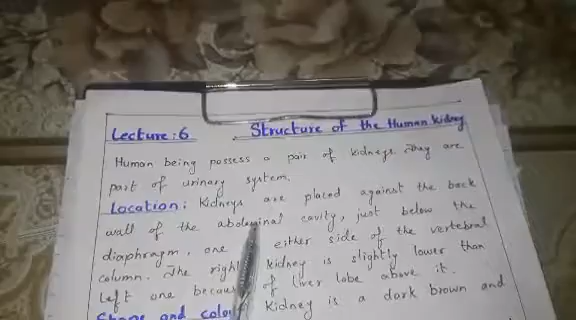 Lecture:6 Structure of the Human Kidney
Human being possess a pair of kidneys. They are
part of urinary system.
Location: Kidneys are placed against the back
wall of the abdominal cavity, just below the
diaphragm, one either side of the vertebral
column. The right kidney is slightly lower than
left one because of liver lobe above it.
Shape and colour Kidney is a dark brown and